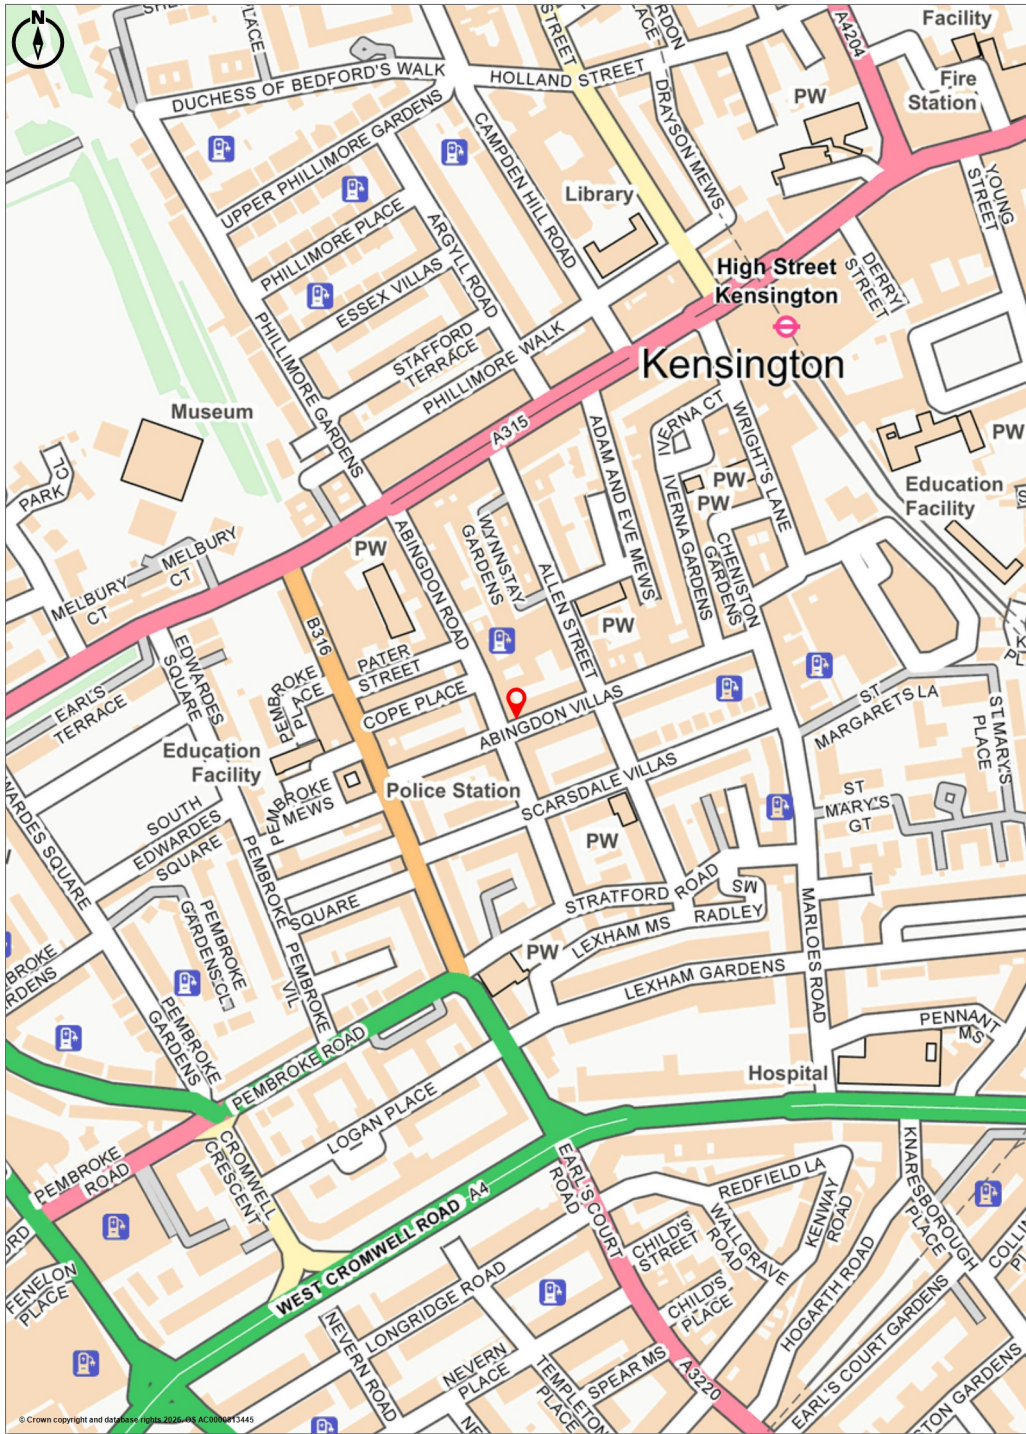 N
STREET
Facility
A4204
Fire
Station
PW
DUCHESS OF BEDFORD'S WALK
HOLLAND STREET
DRAYSON MEWS
UPPER PHILLIMORE GARDENS
CAMPDEN HILL ROAD
YOUNG
STREET
Library
PHILLIMORE PLACE
ARGYLL ROAD
ESSEX VILLAS
High Street
Kensington
DERRY
STREET
STAFFORD
TERRACE
PHILLIMORE WALK
PHILLIMORE GARDENS
Kensington
Museum
A315
IVERNA CT
WRIGHT'S LANE
ADAM AND EVE MEWS
PW
PW
PW
PARK CL
IVERNA GARDENS
Education
Facility
WYNNSTAY
GARDENS
ABINGDON ROAD
CHENISTON
GARDENS
MELBURY
CT
MELBURY
CT
PW
ALLEN STREET
B316
PW
EDWARDES
SQUARE
PATER
STREET
PEMBROKE
PLACE
EARL'S
TERRACE
COPE PLACE
ABINGDON VILLAS
ST
MARGARETS LA
ST MARY'S
PLACE
Education
Facility
Police Station
SCARSDALE VILLAS
PEMBROKE
MEWS
SOUTH
EDWARDES
SQUARE
ST
MARY'S
GT
WARDES SQUARE
PW
PEMBROKE
SQUARE
STRATFORD ROAD
RADLEY
MS
MARLOES ROAD
PEMBROKE
GARDENS CL
LEXHAM MS
PW
PEMBROKE
VIL
LEXHAM GARDENS
BROKE
RDENS
PEMBROKE
GARDENS
PENNANT
MS
PEMBROKE ROAD
Hospital
LOGAN PLACE
CROMWELL
CRESCENT
PEMBROKE
ROAD
EARL'S COURT
ROAD
KNARESBOROUGH
PLACE
REDFIELD LA
KENWAY
ROAD
WEST CROMWELL ROAD A4
WALLGRAVE
ROAD
CHILD'S
STREET
HOGARTH ROAD
FENELON
PLACE
LONGRIDGE ROAD
CHILD'S
PLACE
EARL'S COURT GARDENS
NEVERN ROAD
NEVERN
PLACE
TEMPLETON
PLACE
SPEAR MS
A3220
© Crown copyright and database rights 2026. OS AC0000813445